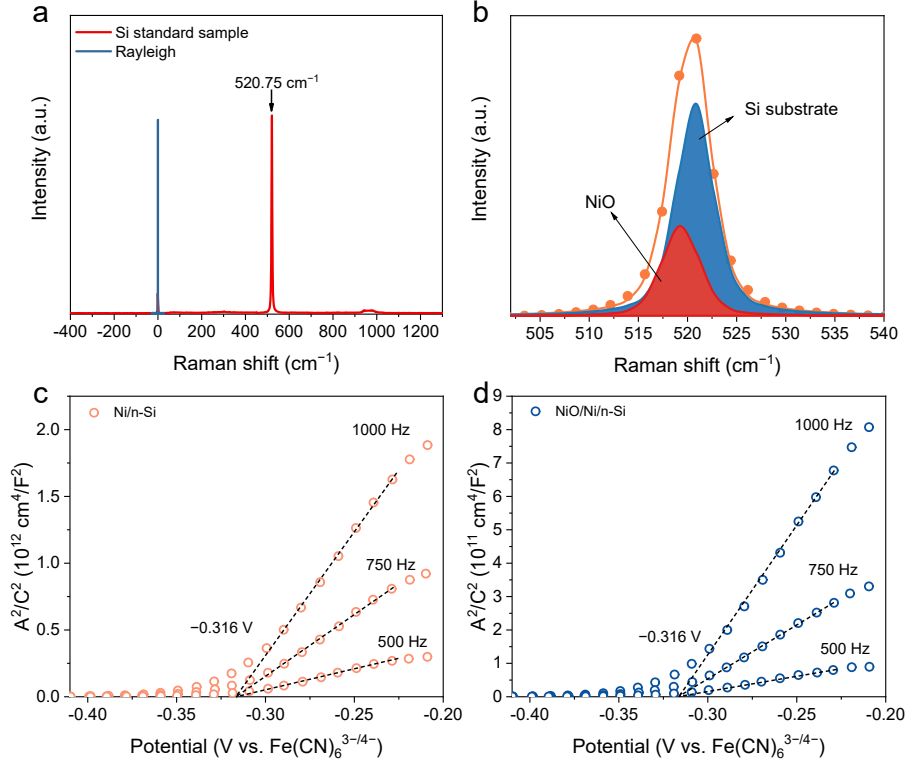 a
Si standard sample
Rayleigh
520.75 cm⁻¹
Intensity (a.u.)
-400 -200 0 200 400 600 800 1000 1200
Raman shift (cm⁻¹)
b
Si substrate
NiO
Intensity (a.u.)
505 510 515 520 525 530 535 540
Raman shift (cm⁻¹)
c
Ni/n-Si
1000 Hz
750 Hz
500 Hz
−0.316 V
A²/C² (10¹² cm⁴/F²)
2.0
1.5
1.0
0.5
0.0
-0.40 -0.35 -0.30 -0.25 -0.20
Potential (V vs. Fe(CN)₆³⁻/⁴⁻)
d
NiO/Ni/n-Si
1000 Hz
750 Hz
500 Hz
−0.316 V
A²/C² (10¹¹ cm⁴/F²)
9
8
7
6
5
4
3
2
1
0
-0.40 -0.35 -0.30 -0.25 -0.20
Potential (V vs. Fe(CN)₆³⁻/⁴⁻)